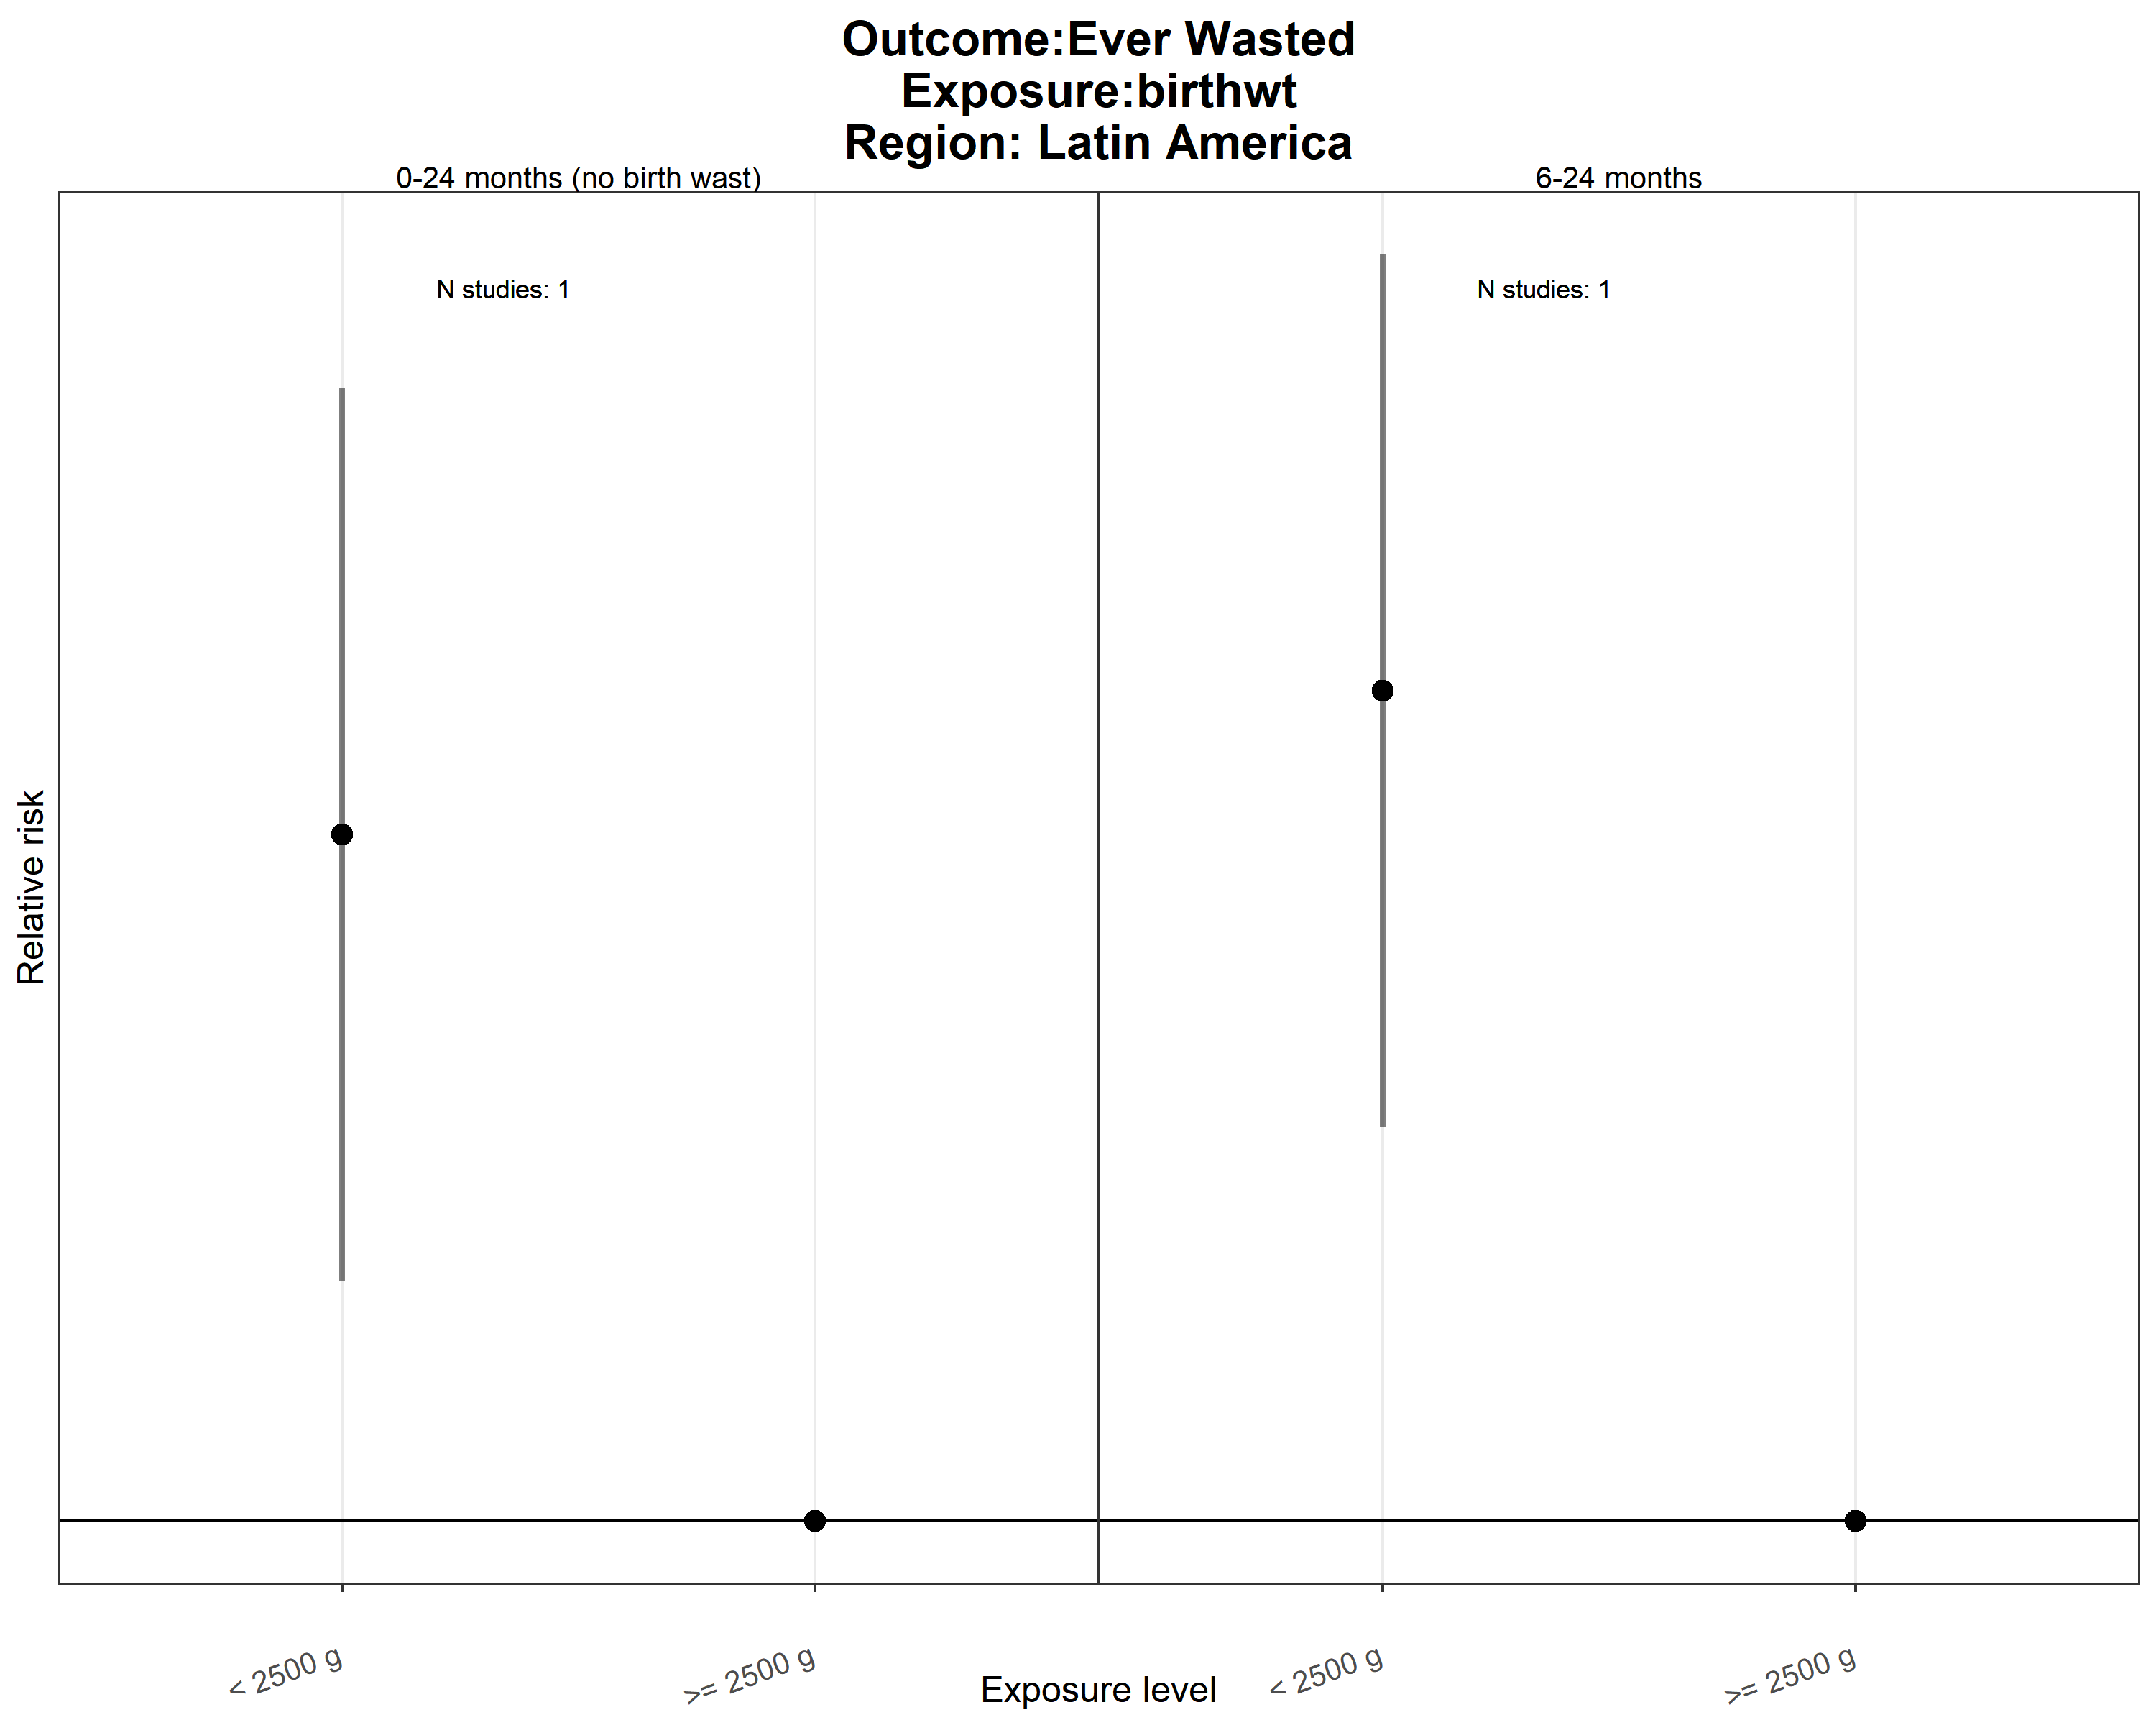 Outcome:Ever Wasted
Exposure:birthwt
Region: Latin America
0-24 months (no birth wast)
6-24 months
N studies: 1
N studies: 1
Relative risk
< 2500 g
>= 2500 g
< 2500 g
>= 2500 g
Exposure level